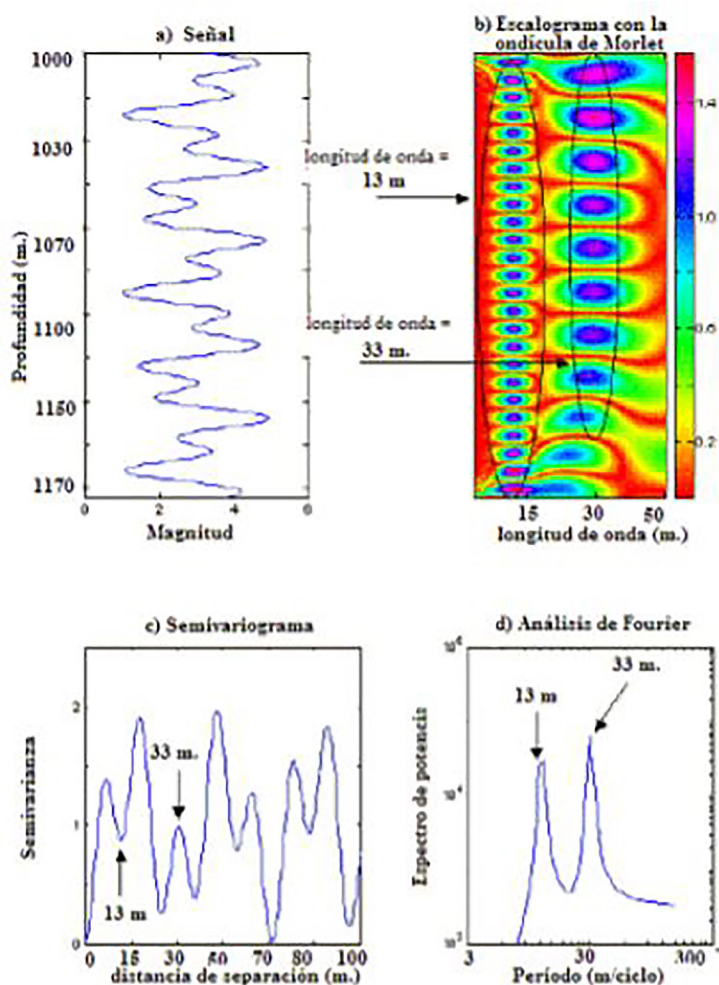 a) Señal
1000
1030
1070
1100
1150
1170
Profundidad (m.)
0
2
4
6
Magnitud
longitud de onda =
13 m
longitud de onda =
33 m.
b) Escalograma con la
ondícula de Morlet
1.4
1.0
0.6
0.2
15
30
50
longitud de onda (m.)
c) Semivariograma
2
1
0
Semivarianza
33 m.
13 m
0
15
30
50
70
80
100
distancia de separación (m.)
d) Análisis de Fourier
33 m.
13 m
Espectro de potencis
3
30
300
Período (m/ciclo)